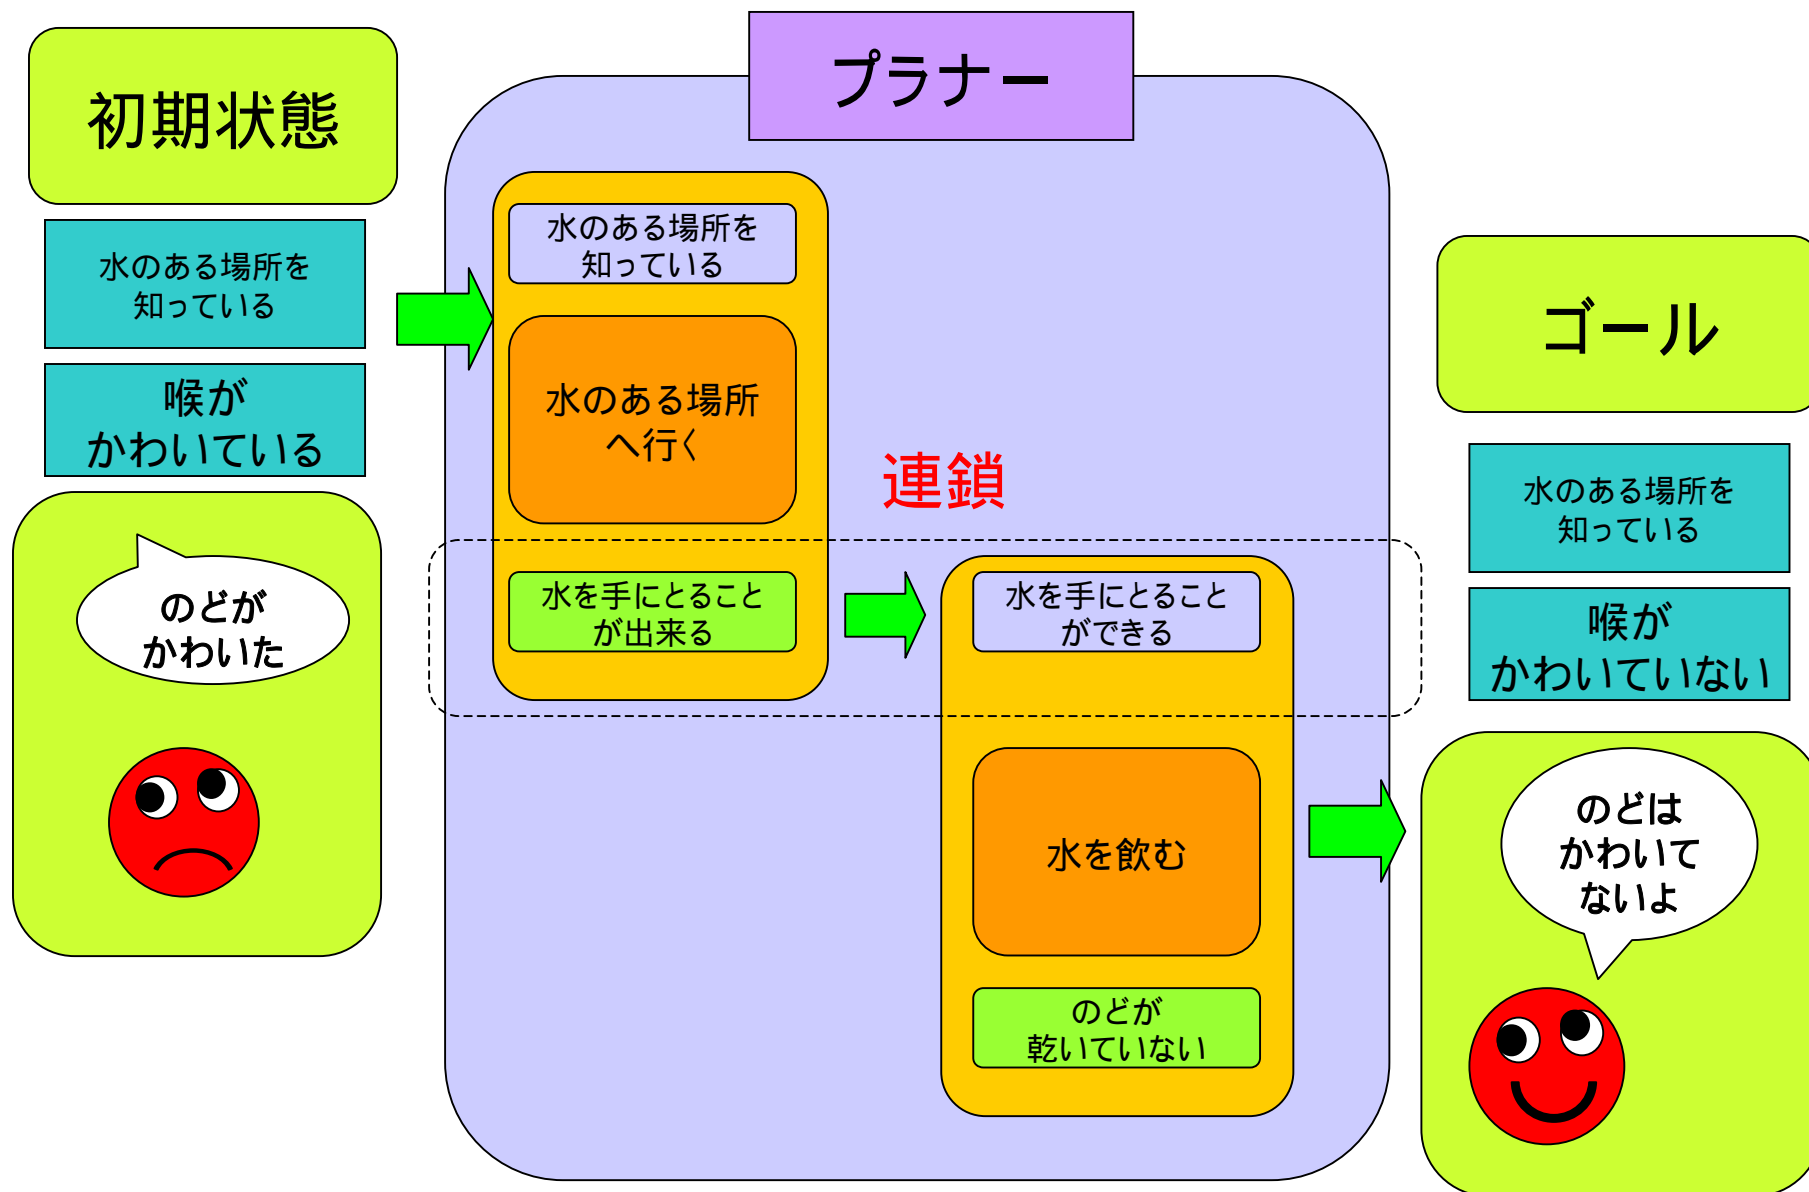 初期状態
水のある場所を
知っている
喉が
かわいている
のどが
かわいた
プラナー
水のある場所を
知っている
水のある場所
へ行く
水を手にとること
が出来る
連鎖
水を手にとること
ができる
水を飲む
のどが
乾いていない
ゴール
水のある場所を
知っている
喉が
かわいていない
のどは
かわいて
ないよ